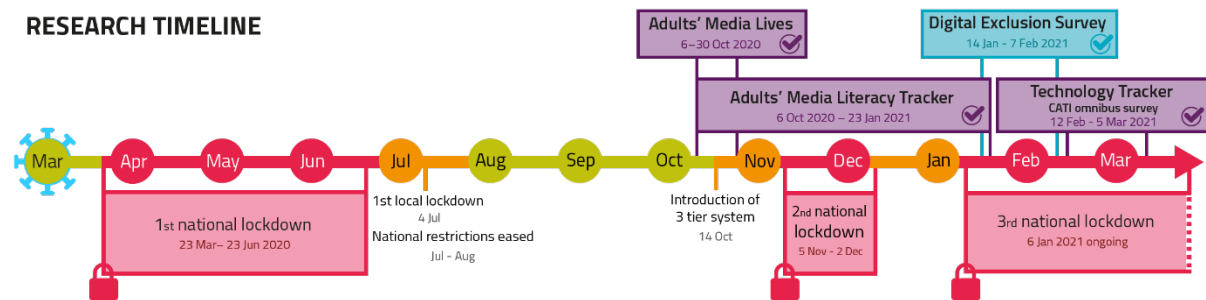 RESEARCH TIMELINE
Adults' Media Lives
6–30 Oct 2020
Digital Exclusion Survey
14 Jan - 7 Feb 2021
Adults' Media Literacy Tracker
6 Oct 2020 – 23 Jan 2021
Technology Tracker
CATI omnibus survey
12 Feb - 5 Mar 2021
Mar Apr May Jun Jul Aug Sep Oct Nov Dec Jan Feb Mar
1st national lockdown
23 Mar– 23 Jun 2020
1st local lockdown
4 Jul
National restrictions eased
Jul - Aug
Introduction of
3 tier system
14 Oct
2nd national
lockdown
5 Nov - 2 Dec
3rd national lockdown
6 Jan 2021 ongoing